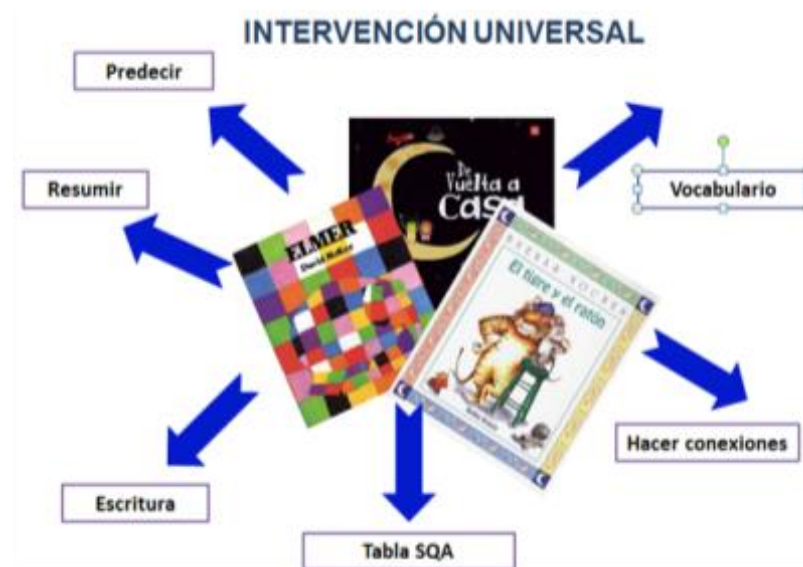 INTERVENCIÓN UNIVERSAL
Predecir
Resumir
De
Vuelta a
Casa
Vocabulario
ELMER
David McKee
El tigre y el ratón
Hacer conexiones
Escritura
Tabla SQA